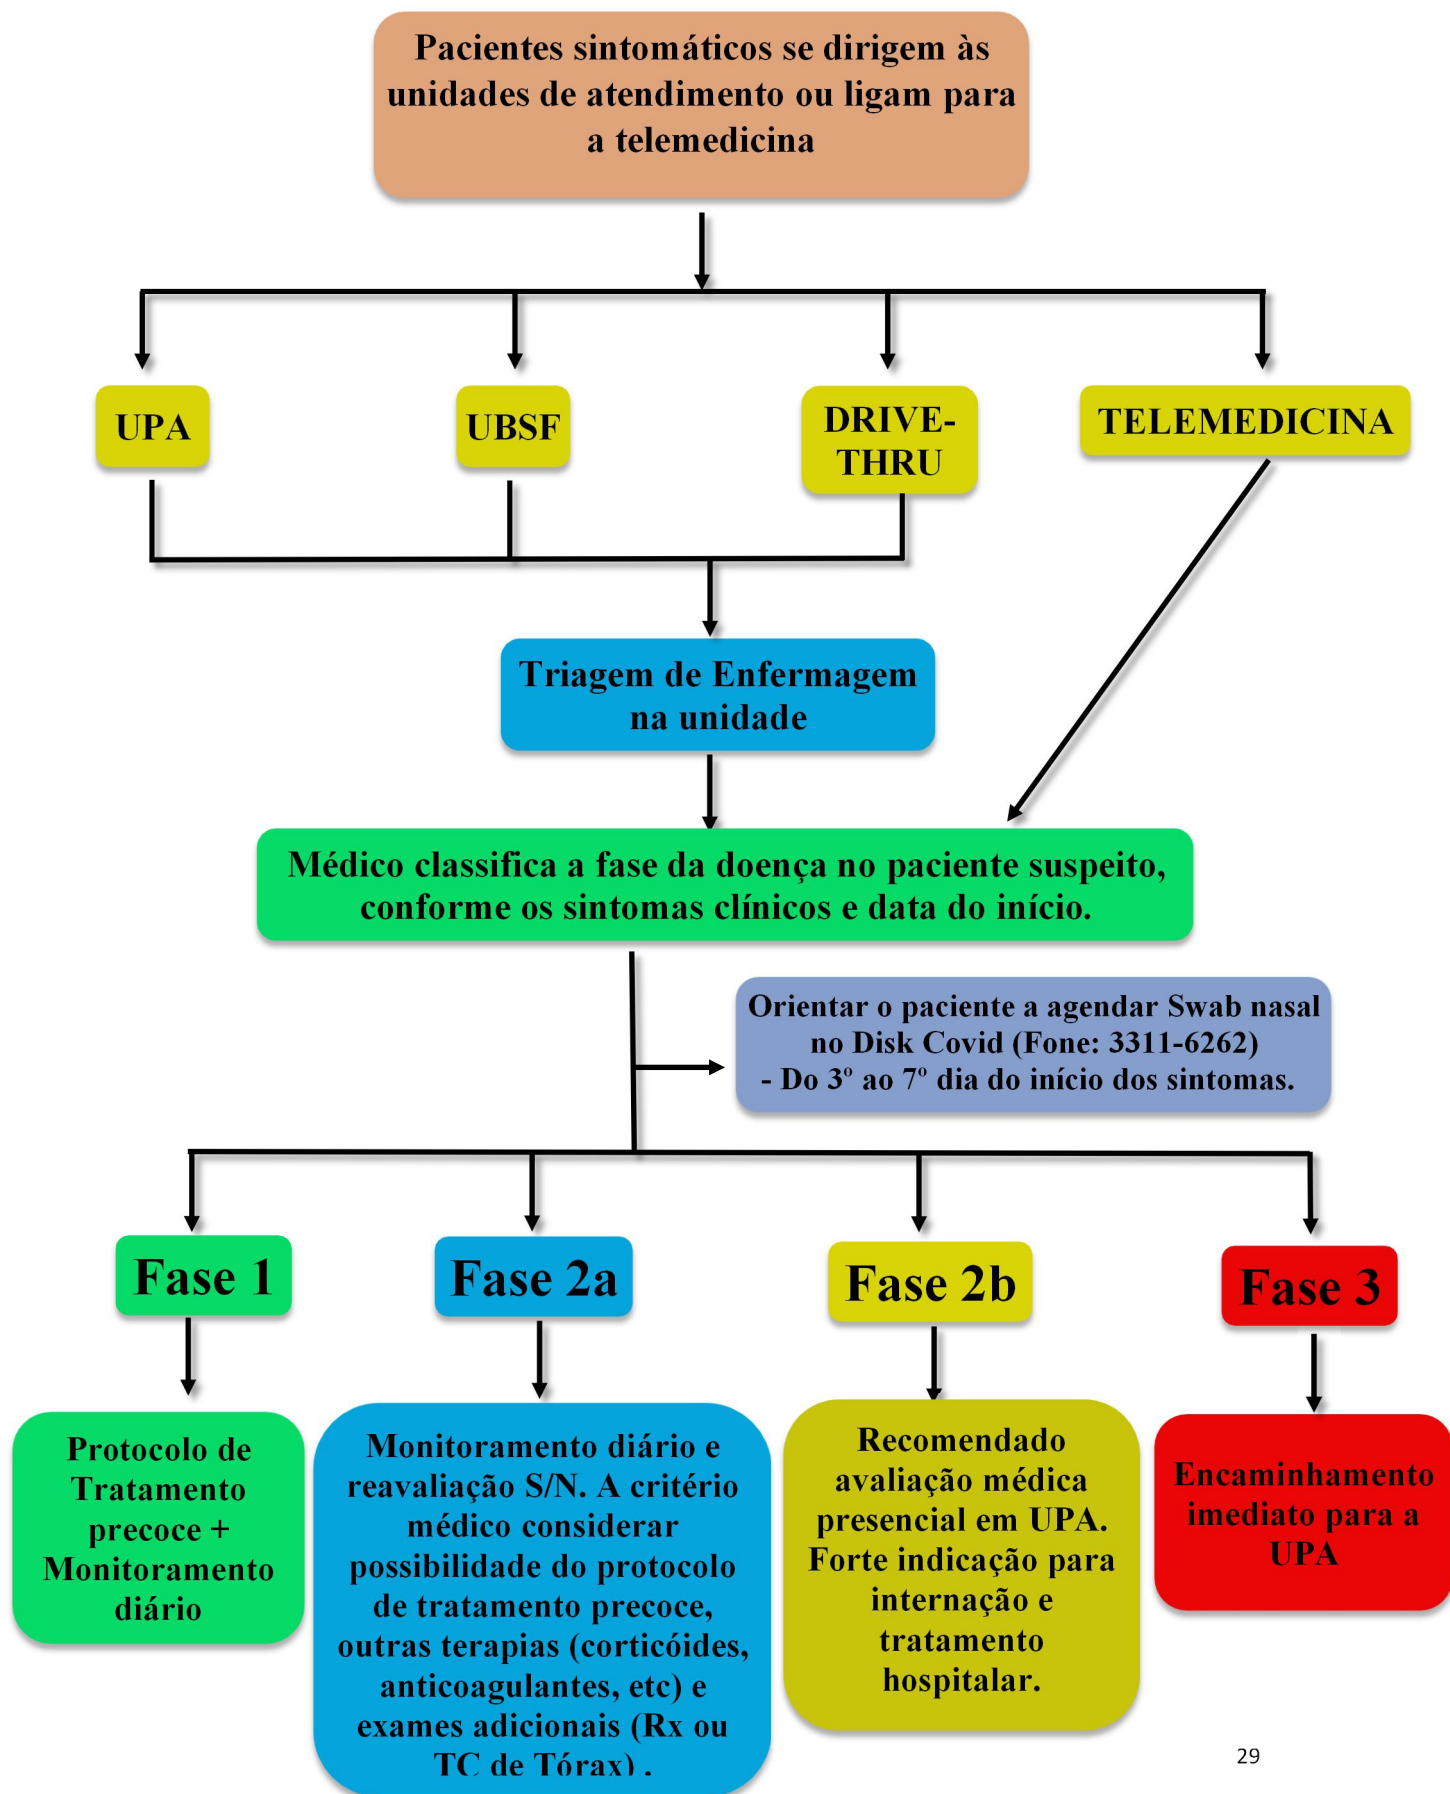 Pacientes sintomáticos se dirigem às
unidades de atendimento ou ligam para
a telemedicina
UPA
UBSF
DRIVE-
THRU
TELEMEDICINA
Triagem de Enfermagem
na unidade
Médico classifica a fase da doença no paciente suspeito,
conforme os sintomas clínicos e data do início.
Orientar o paciente a agendar Swab nasal
no Disk Covid (Fone: 3311-6262)
- Do 3º ao 7º dia do início dos sintomas.
Fase 1
Fase 2a
Fase 2b
Fase 3
Protocolo de
Tratamento
precoce +
Monitoramento
diário
Monitoramento diário e
reavaliação S/N. A critério
médico considerar
possibilidade do protocolo
de tratamento precoce,
outras terapias (corticóides,
anticoagulantes, etc) e
exames adicionais (Rx ou
TC de Tórax) .
Recomendado
avaliação médica
presencial em UPA.
Forte indicação para
internação e
tratamento
hospitalar.
Encaminhamento
imediato para a
UPA
29